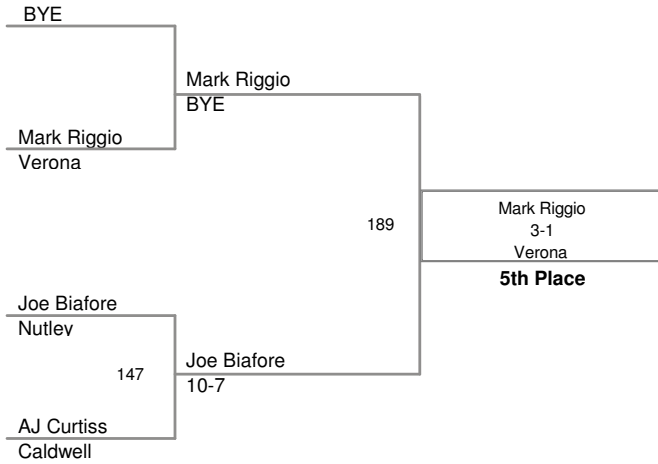 BYE
Mark Riggio
BYE
Mark Riggio
Verona
189
Mark Riggio
3-1
Verona
5th Place
Joe Biafore
Nutley
147
Joe Biafore
10-7
AJ Curtiss
Caldwell